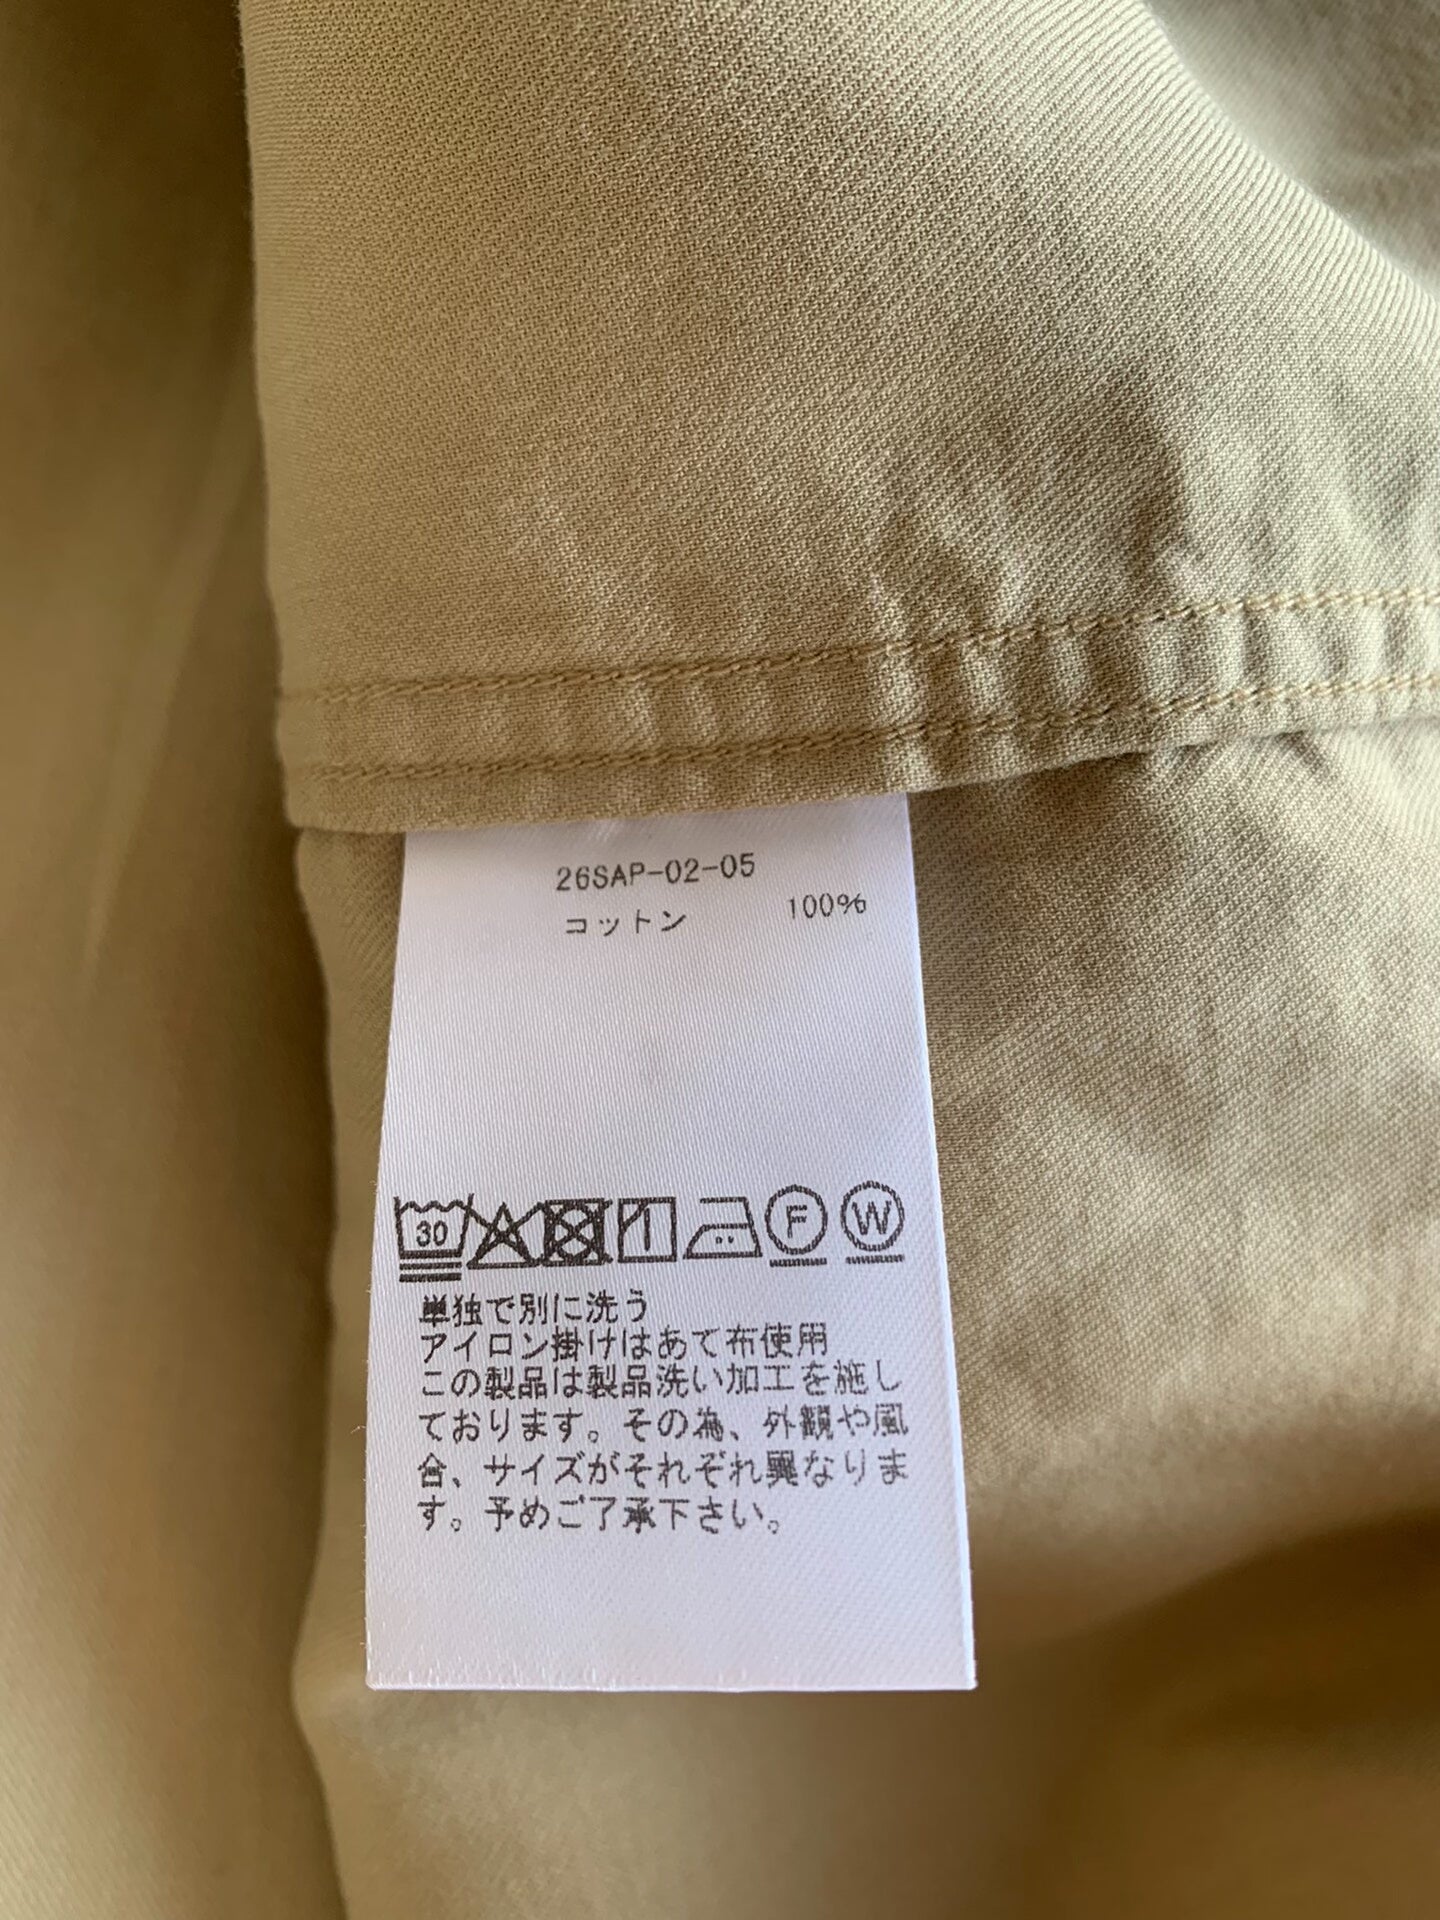 26SAP-02-05
コットン 100%
30 F W
単独で別に洗う
アイロン掛けはあて布使用
この製品は製品洗い加工を施し
ております。その為、外観や風
合、サイズがそれぞれ異なりま
す。予めご了承下さい。